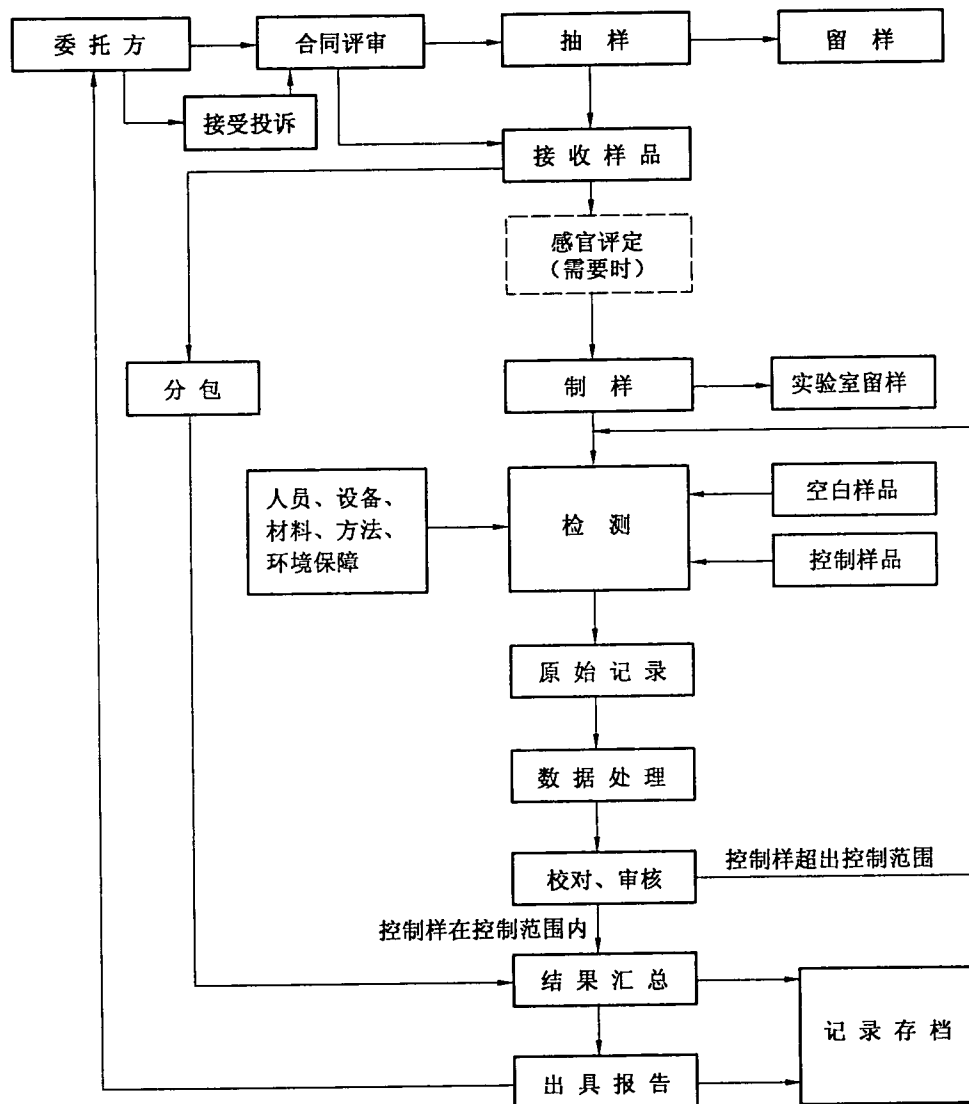 委托方
合同评审
抽样
留样
接受投诉
接收样品
感官评定
（需要时）
分包
制样
实验室留样
人员、设备、
材料、方法、
环境保障
检测
空白样品
控制样品
原始记录
数据处理
校对、审核
控制样超出控制范围
控制样在控制范围内
结果汇总
记录存档
出具报告